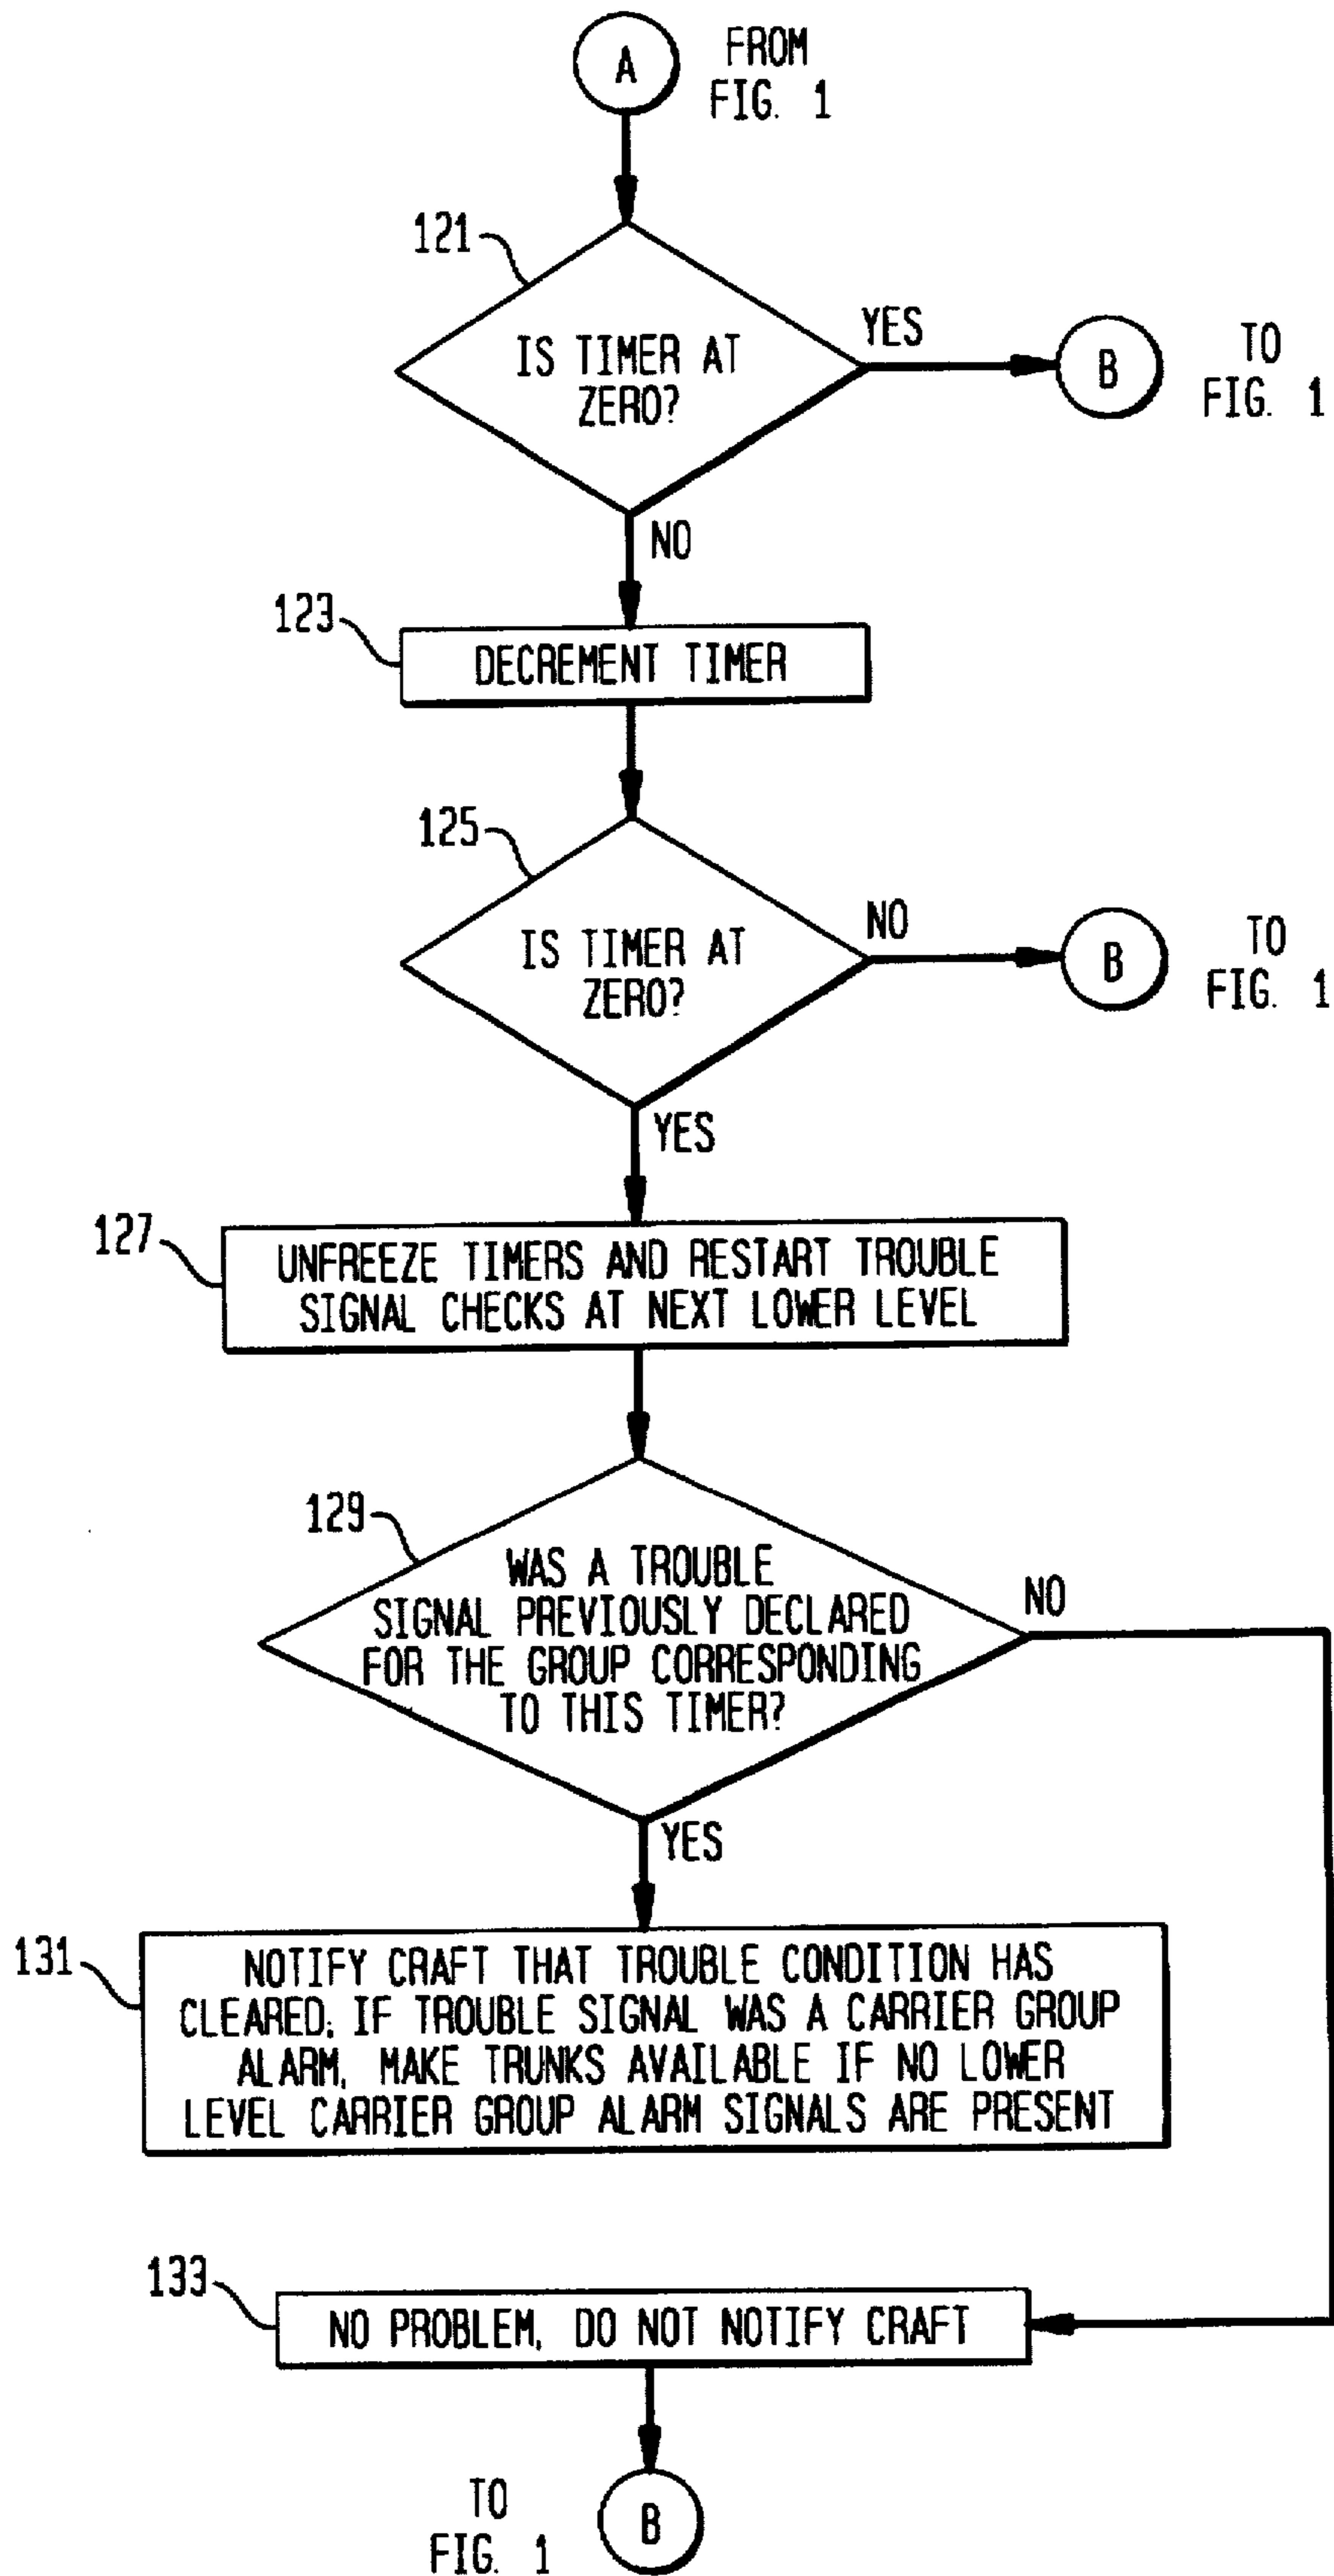 A
FROM
FIG. 1
121
IS TIMER AT
ZERO?
YES
B
TO
FIG. 1
NO
123
DECREMENT TIMER
125
IS TIMER AT
ZERO?
NO
B
TO
FIG. 1
YES
127
UNFREEZE TIMERS AND RESTART TROUBLE
SIGNAL CHECKS AT NEXT LOWER LEVEL
129
WAS A TROUBLE
SIGNAL PREVIOUSLY DECLARED
FOR THE GROUP CORRESPONDING
TO THIS TIMER?
NO
YES
131
NOTIFY CRAFT THAT TROUBLE CONDITION HAS
CLEARED; IF TROUBLE SIGNAL WAS A CARRIER GROUP
ALARM, MAKE TRUNKS AVAILABLE IF NO LOWER
LEVEL CARRIER GROUP ALARM SIGNALS ARE PRESENT
133
NO PROBLEM, DO NOT NOTIFY CRAFT
TO
FIG. 1
B